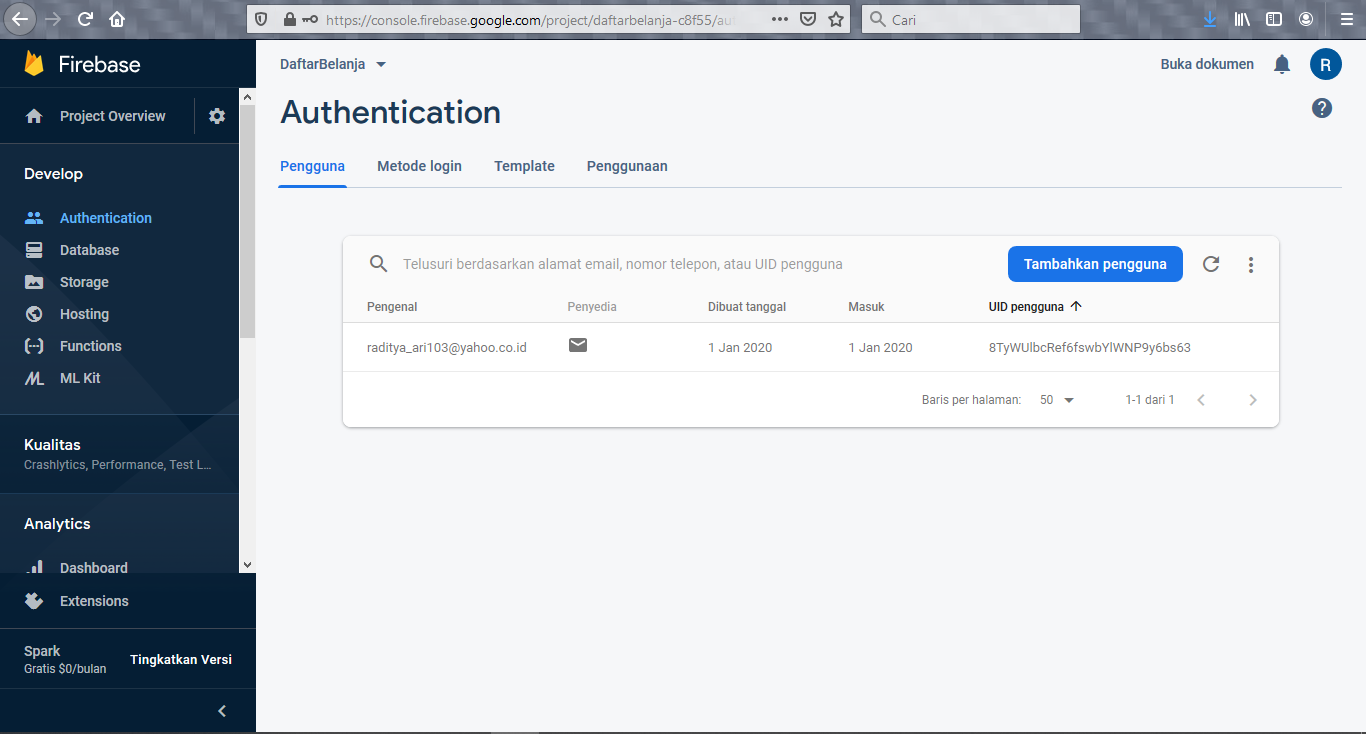 https://console.firebase.google.com/project/daftarbelanja-c8f55/au
Cari
Firebase
Project Overview
Develop
Authentication
Database
Storage
Hosting
Functions
ML Kit
Kualitas
Crashlytics, Performance, Test L...
Analytics
Dashboard
Extensions
Spark
Gratis $0/bulan
Tingkatkan Versi
DaftarBelanja
Buka dokumen
R
Authentication
Pengguna Metode login Template Penggunaan
Telusuri berdasarkan alamat email, nomor telepon, atau UID pengguna
Tambahkan pengguna
Pengenal Penyedia Dibuat tanggal Masuk UID pengguna
raditya_ari103@yahoo.co.id 1 Jan 2020 1 Jan 2020 8TyWUlbcRef6fswbYlWNP9y6bs63
Baris per halaman: 50 1-1 dari 1